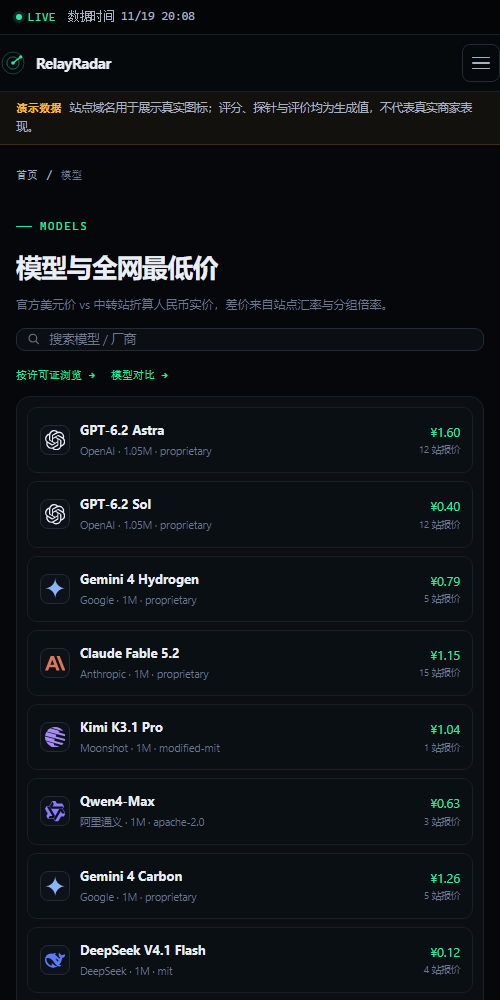 LIVE 数据时间 11/19 20:08
RelayRadar
演示数据 站点域名用于展示真实图标；评分、探针与评价均为生成值，不代表真实商家表
现。
首页 / 模型
MODELS
模型与全网最低价
官方美元价 vs 中转站折算人民币实价，差价来自站点汇率与分组倍率。
搜索模型 / 厂商
按许可证浏览 → 模型对比 →
GPT-6.2 Astra
¥1.60
OpenAI · 1.05M · proprietary
12 站报价
GPT-6.2 Sol
¥0.40
OpenAI · 1.05M · proprietary
12 站报价
Gemini 4 Hydrogen
¥0.79
Google · 1M · proprietary
5 站报价
Claude Fable 5.2
¥1.15
Anthropic · 1M · proprietary
15 站报价
Kimi K3.1 Pro
¥1.04
Moonshot · 1M · modified-mit
1 站报价
Qwen4-Max
¥0.63
阿里通义 · 1M · apache-2.0
3 站报价
Gemini 4 Carbon
¥1.26
Google · 1M · proprietary
5 站报价
DeepSeek V4.1 Flash
¥0.12
DeepSeek · 1M · mit
4 站报价